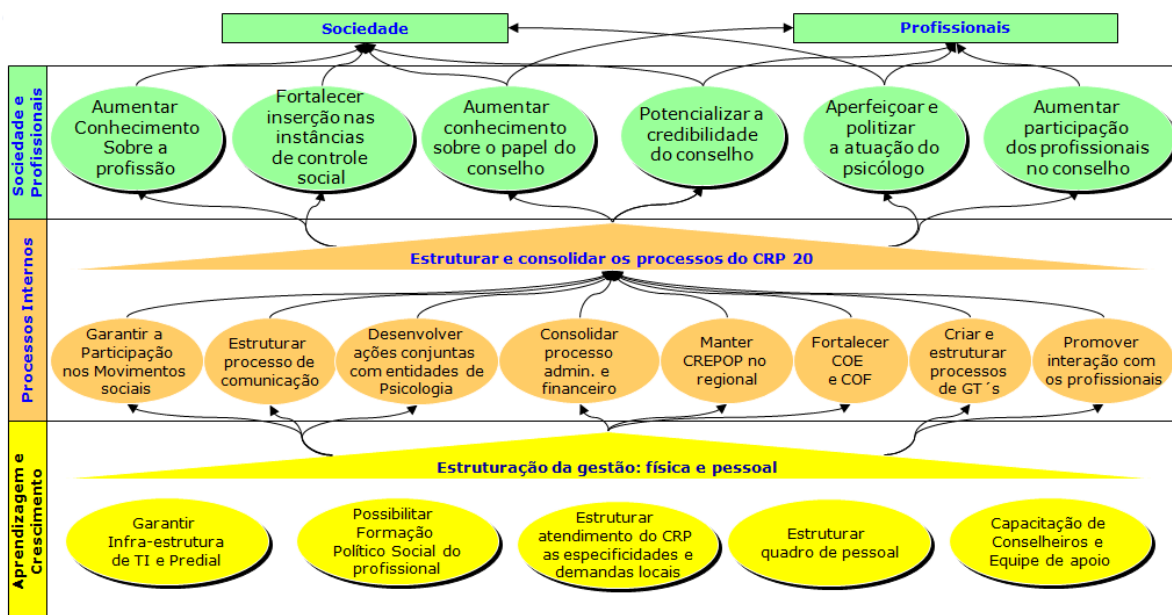 Sociedade
Profissionais
Sociedade e
Profissionais
Aumentar
Conhecimento
Sobre a
profissão
Fortalecer
inserção nas
instâncias
de controle
social
Aumentar
conhecimento
sobre o papel do
conselho
Potencializar a
credibilidade
do conselho
Aperfeiçoar e
politizar
a atuação do
psicólogo
Aumentar
participação
dos profissionais
no conselho
Processos Internos
Estruturar e consolidar os processos do CRP 20
Garantir a
Participação
nos Movimentos
sociais
Estruturar
processo de
comunicação
Desenvolver
ações conjuntas
com entidades de
Psicologia
Consolidar
processo
admin. e
financeiro
Manter
CREPOP no
regional
Fortalecer
COE
e COF
Criar e
estruturar
processos
de GT´s
Promover
interação com
os profissionais
Aprendizagem e
Crescimento
Estruturação da gestão: física e pessoal
Garantir
Infra-estrutura
de TI e Predial
Possibilitar
Formação
Político Social do
profissional
Estruturar
atendimento do CRP
as especificidades e
demandas locais
Estruturar
quadro de pessoal
Capacitação de
Conselheiros e
Equipe de apoio